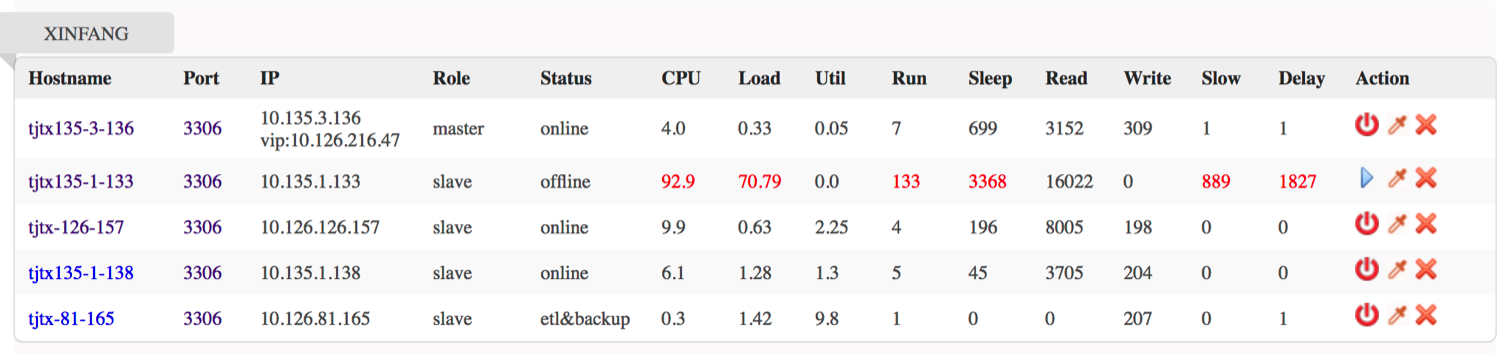 XINFANG
Hostname Port IP Role Status CPU Load Util Run Sleep Read Write Slow Delay Action
tjtx135-3-136 3306 10.135.3.136 vip:10.126.216.47 master online 4.0 0.33 0.05 7 699 3152 309 1 1
tjtx135-1-133 3306 10.135.1.133 slave offline 92.9 70.79 0.0 133 3368 16022 0 889 1827
tjtx-126-157 3306 10.126.126.157 slave online 9.9 0.63 2.25 4 196 8005 198 0 0
tjtx135-1-138 3306 10.135.1.138 slave online 6.1 1.28 1.3 5 45 3705 204 0 0
tjtx-81-165 3306 10.126.81.165 slave etl&backup 0.3 1.42 9.8 1 0 0 207 0 1